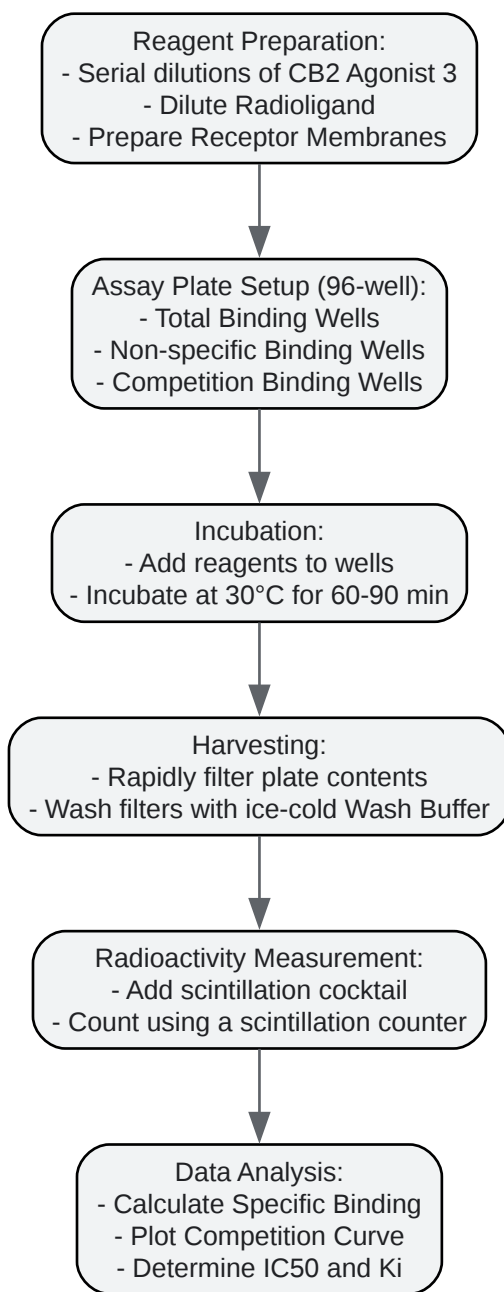 Reagent Preparation:
- Serial dilutions of CB2 Agonist 3
- Dilute Radioligand
- Prepare Receptor Membranes
Assay Plate Setup (96-well):
- Total Binding Wells
- Non-specific Binding Wells
- Competition Binding Wells
Incubation:
- Add reagents to wells
- Incubate at 30°C for 60-90 min
Harvesting:
- Rapidly filter plate contents
- Wash filters with ice-cold Wash Buffer
Radioactivity Measurement:
- Add scintillation cocktail
- Count using a scintillation counter
Data Analysis:
- Calculate Specific Binding
- Plot Competition Curve
- Determine IC50 and Ki